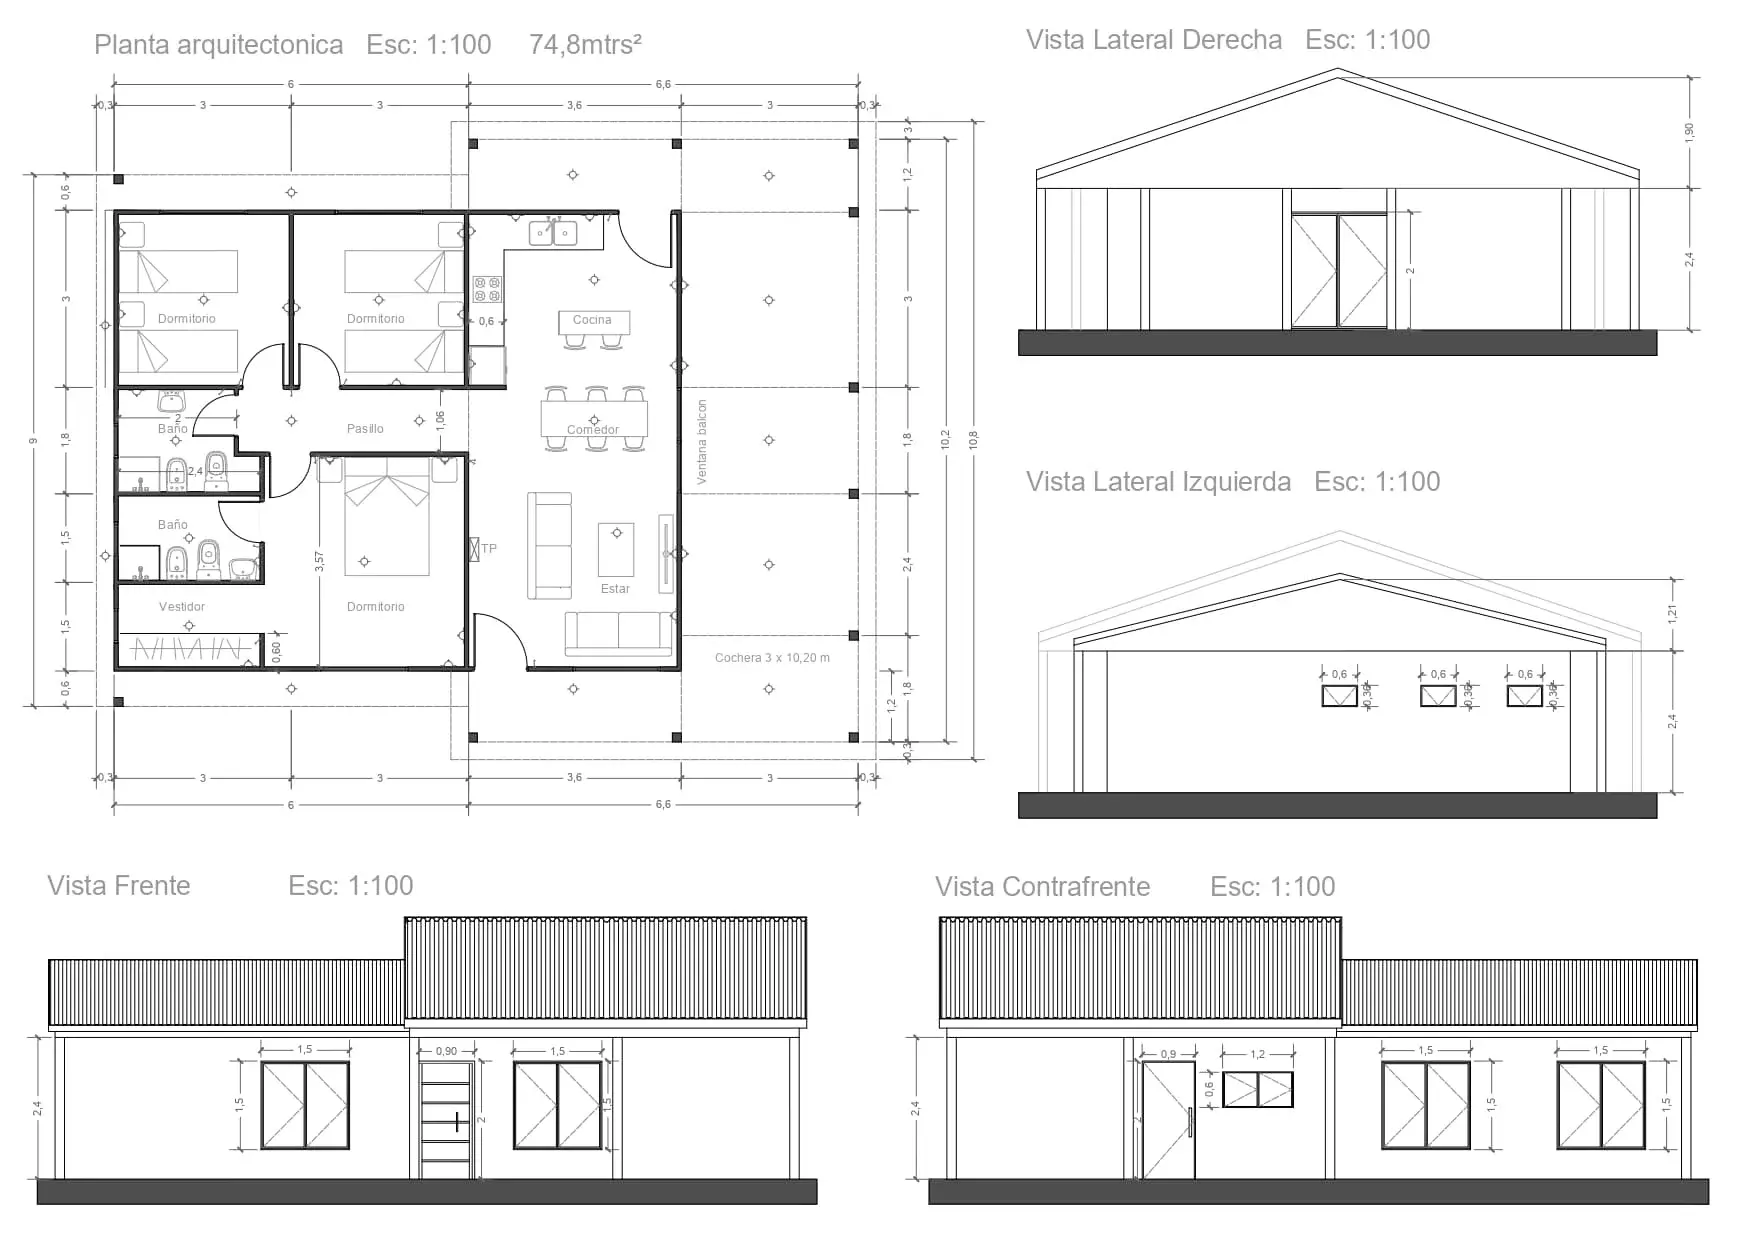 Planta arquitectonica Esc: 1:100 74,8mtrs²
6 6,6
0,3 3 3 3,6 3 0,3
3
0,6
1,2
3
3
Dormitorio
Dormitorio
0,6
Cocina
9
1,8
2
Baño
Pasillo
1,06
Comedor
Ventana balcon
1,8
10,2
10,8
2,4
Baño
1,5
3,57
TP
2,4
Estar
Vestidor
Dormitorio
1,5
0,60
Cochera 3 x 10,20 m
0,6
1,8
1,2
0,3
0,3 3 3 3,6 3 0,3
6 6,6
Vista Lateral Derecha Esc: 1:100
1,90
2,4
2
Vista Lateral Izquierda Esc: 1:100
1,21
0,6 0,6 0,6
0,36 0,36 0,36
2,4
Vista Frente Esc: 1:100
1,5 0,90 1,5
2,4
1,5
2
1,5
Vista Contrafrente Esc: 1:100
0,9 1,2 1,5 1,5
2,4
2
0,6
1,5
1,5